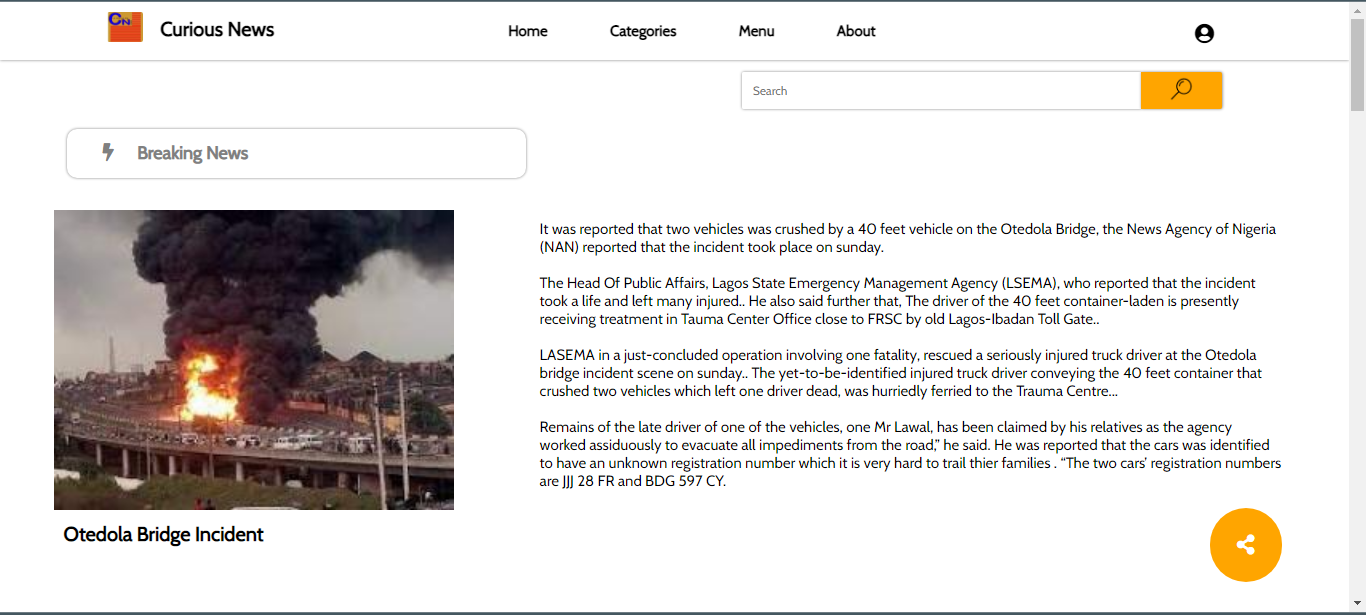 CN
Curious News
Home
Categories
Menu
About
Search
Breaking News
It was reported that two vehicles was crushed by a 40 feet vehicle on the Otedola Bridge, the News Agency of Nigeria
(NAN) reported that the incident took place on sunday.
The Head Of Public Affairs, Lagos State Emergency Management Agency (LSEMA), who reported that the incident
took a life and left many injured.. He also said further that, The driver of the 40 feet container-laden is presently
receiving treatment in Tauma Center Office close to FRSC by old Lagos-Ibadan Toll Gate..
LASEMA in a just-concluded operation involving one fatality, rescued a seriously injured truck driver at the Otedola
bridge incident scene on sunday.. The yet-to-be-identified injured truck driver conveying the 40 feet container that
crushed two vehicles which left one driver dead, was hurriedly ferried to the Trauma Centre...
Remains of the late driver of one of the vehicles, one Mr Lawal, has been claimed by his relatives as the agency
worked assiduously to evacuate all impediments from the road,” he said. He was reported that the cars was identified
to have an unknown registration number which it is very hard to trail thier families . “The two cars’ registration numbers
are JJJ 28 FR and BDG 597 CY.
Otedola Bridge Incident